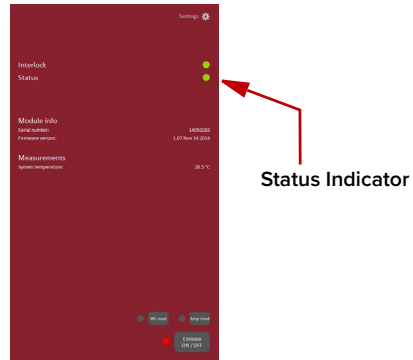 Settings
Interlock
Status
Module info
Serial number: 14050282
Firmware version: 1.07 Nov 14 2014
Measurements
System temperature: 28.5 °C
Status Indicator
WL mod Amp mod
Emission
ON / OFF